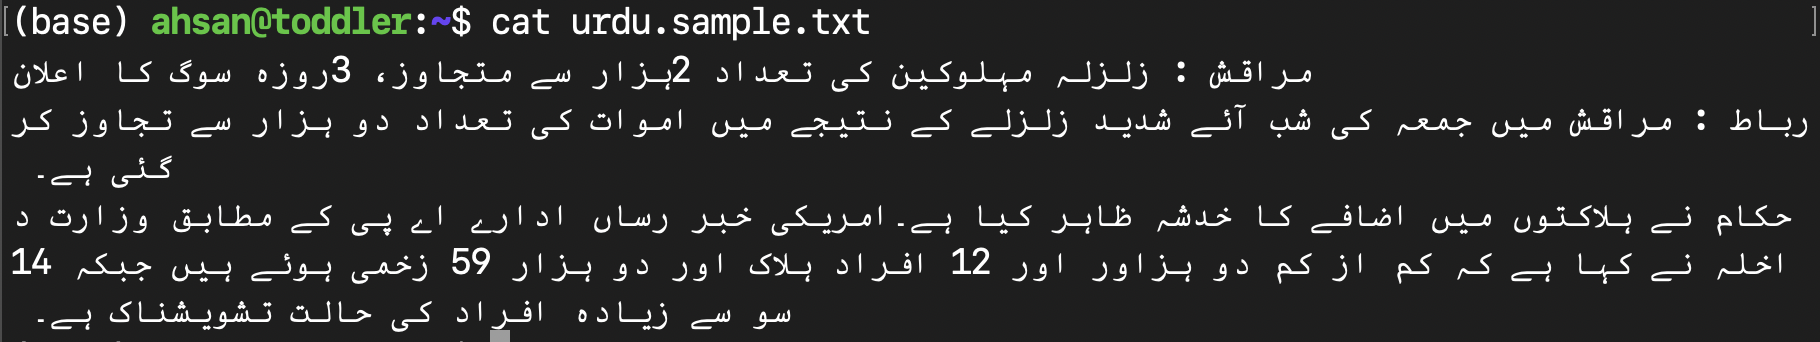 (base) ahsan@toddler:~$ cat urdu.sample.txt
مراقش : زلزلہ مہلوکین کی تعداد 2ہزار سے متجاوز، 3روزہ سوگ کا اعلان
رباط : مراقش میں جمعہ کی شب آئے شدید زلزلے کے نتیجے میں اموات کی تعداد دو ہزار سے تجاوز کر
گئی ہے۔
حکام نے ہلاکتوں میں اضافے کا خدشہ ظاہر کیا ہے۔امریکی خبر رساں ادارے اے پی کے مطابق وزارت د
اخلہ نے کہا ہے کہ کم از کم دو ہزاور اور 12 افراد ہلاک اور دو ہزار 59 زخمی ہوئے ہیں جبکہ 14
سو سے زیادہ افراد کی حالت تشویشناک ہے۔